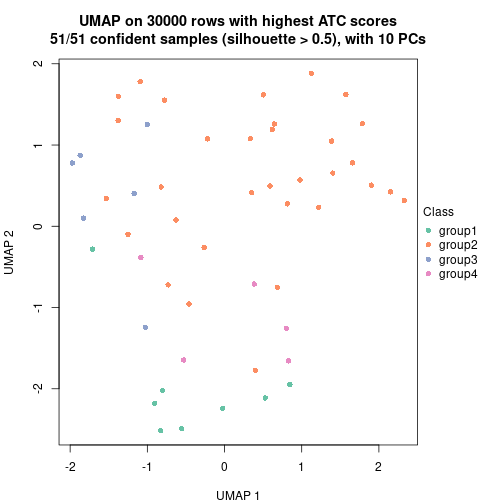 UMAP on 30000 rows with highest ATC scores
51/51 confident samples (silhouette > 0.5), with 10 PCs
2
1
0
-1
-2
UMAP 2
-2
-1
0
1
2
UMAP 1
Class
group1
group2
group3
group4